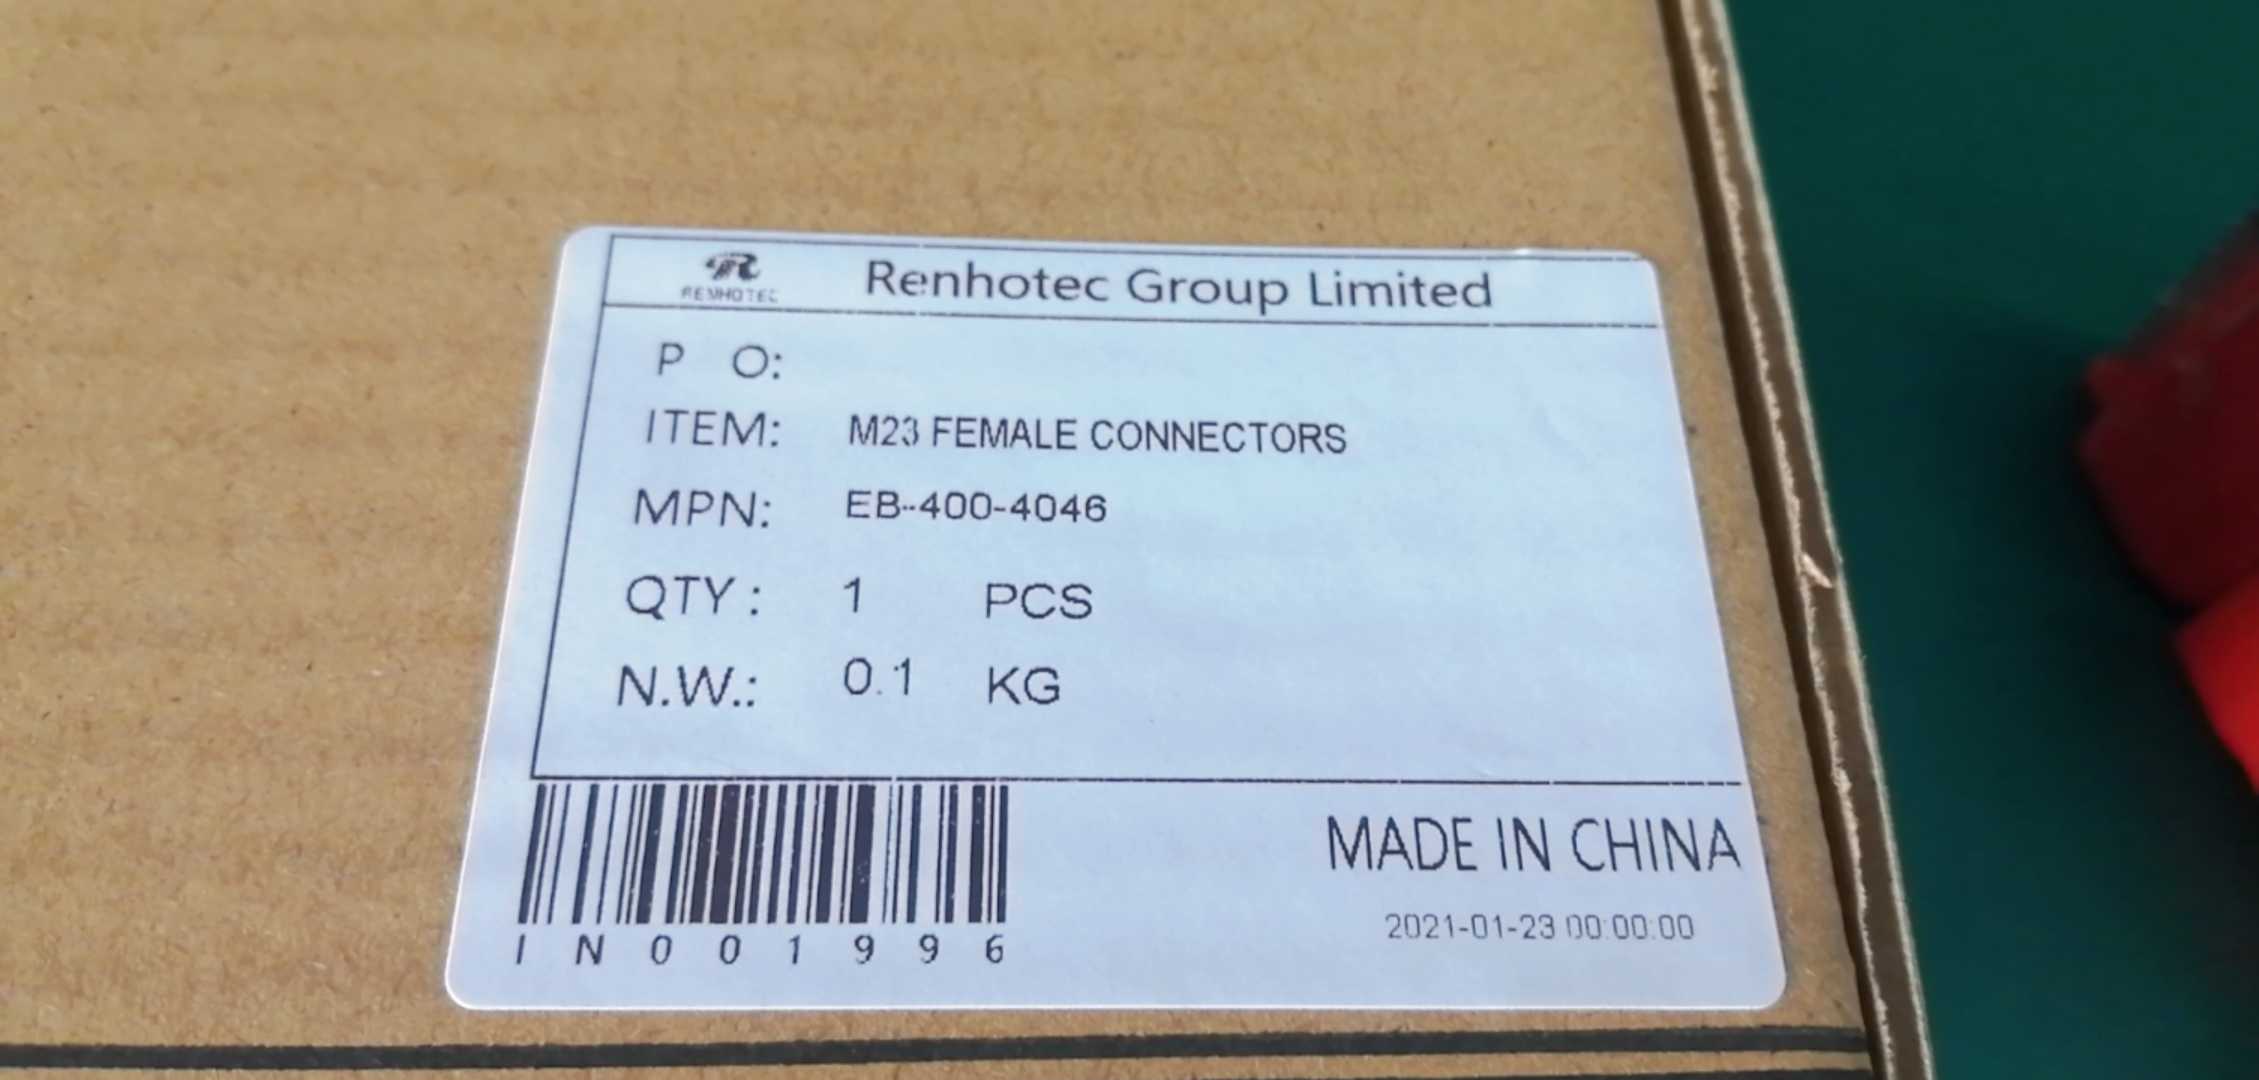 RENHOTEC
Renhotec Group Limited
P O:
ITEM: M23 FEMALE CONNECTORS
MPN: EB-400-4046
QTY: 1 PCS
N.W.: 0.1 KG
IN001996
MADE IN CHINA
2021-01-23 00:00:00